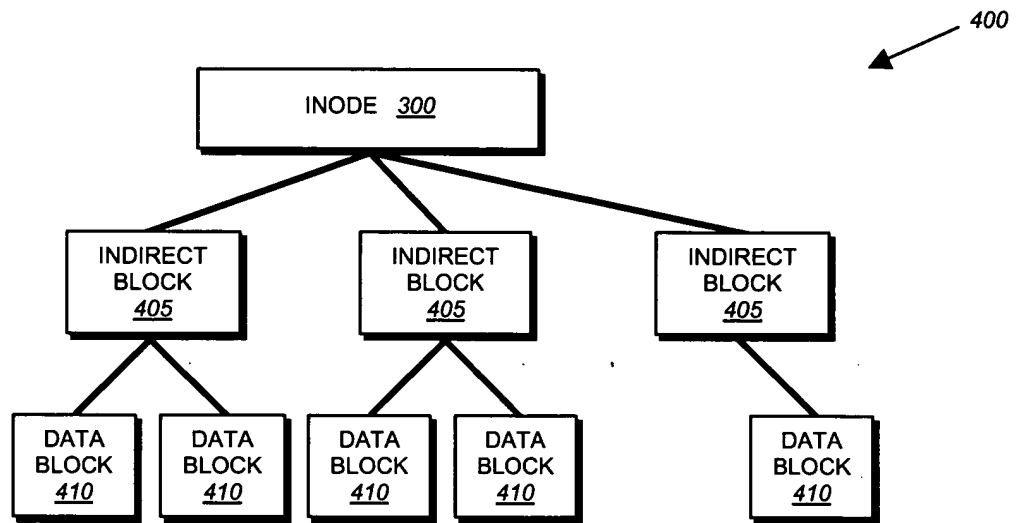 400
INODE 300
INDIRECT
BLOCK
405
INDIRECT
BLOCK
405
INDIRECT
BLOCK
405
DATA
BLOCK
410
DATA
BLOCK
410
DATA
BLOCK
410
DATA
BLOCK
410
DATA
BLOCK
410